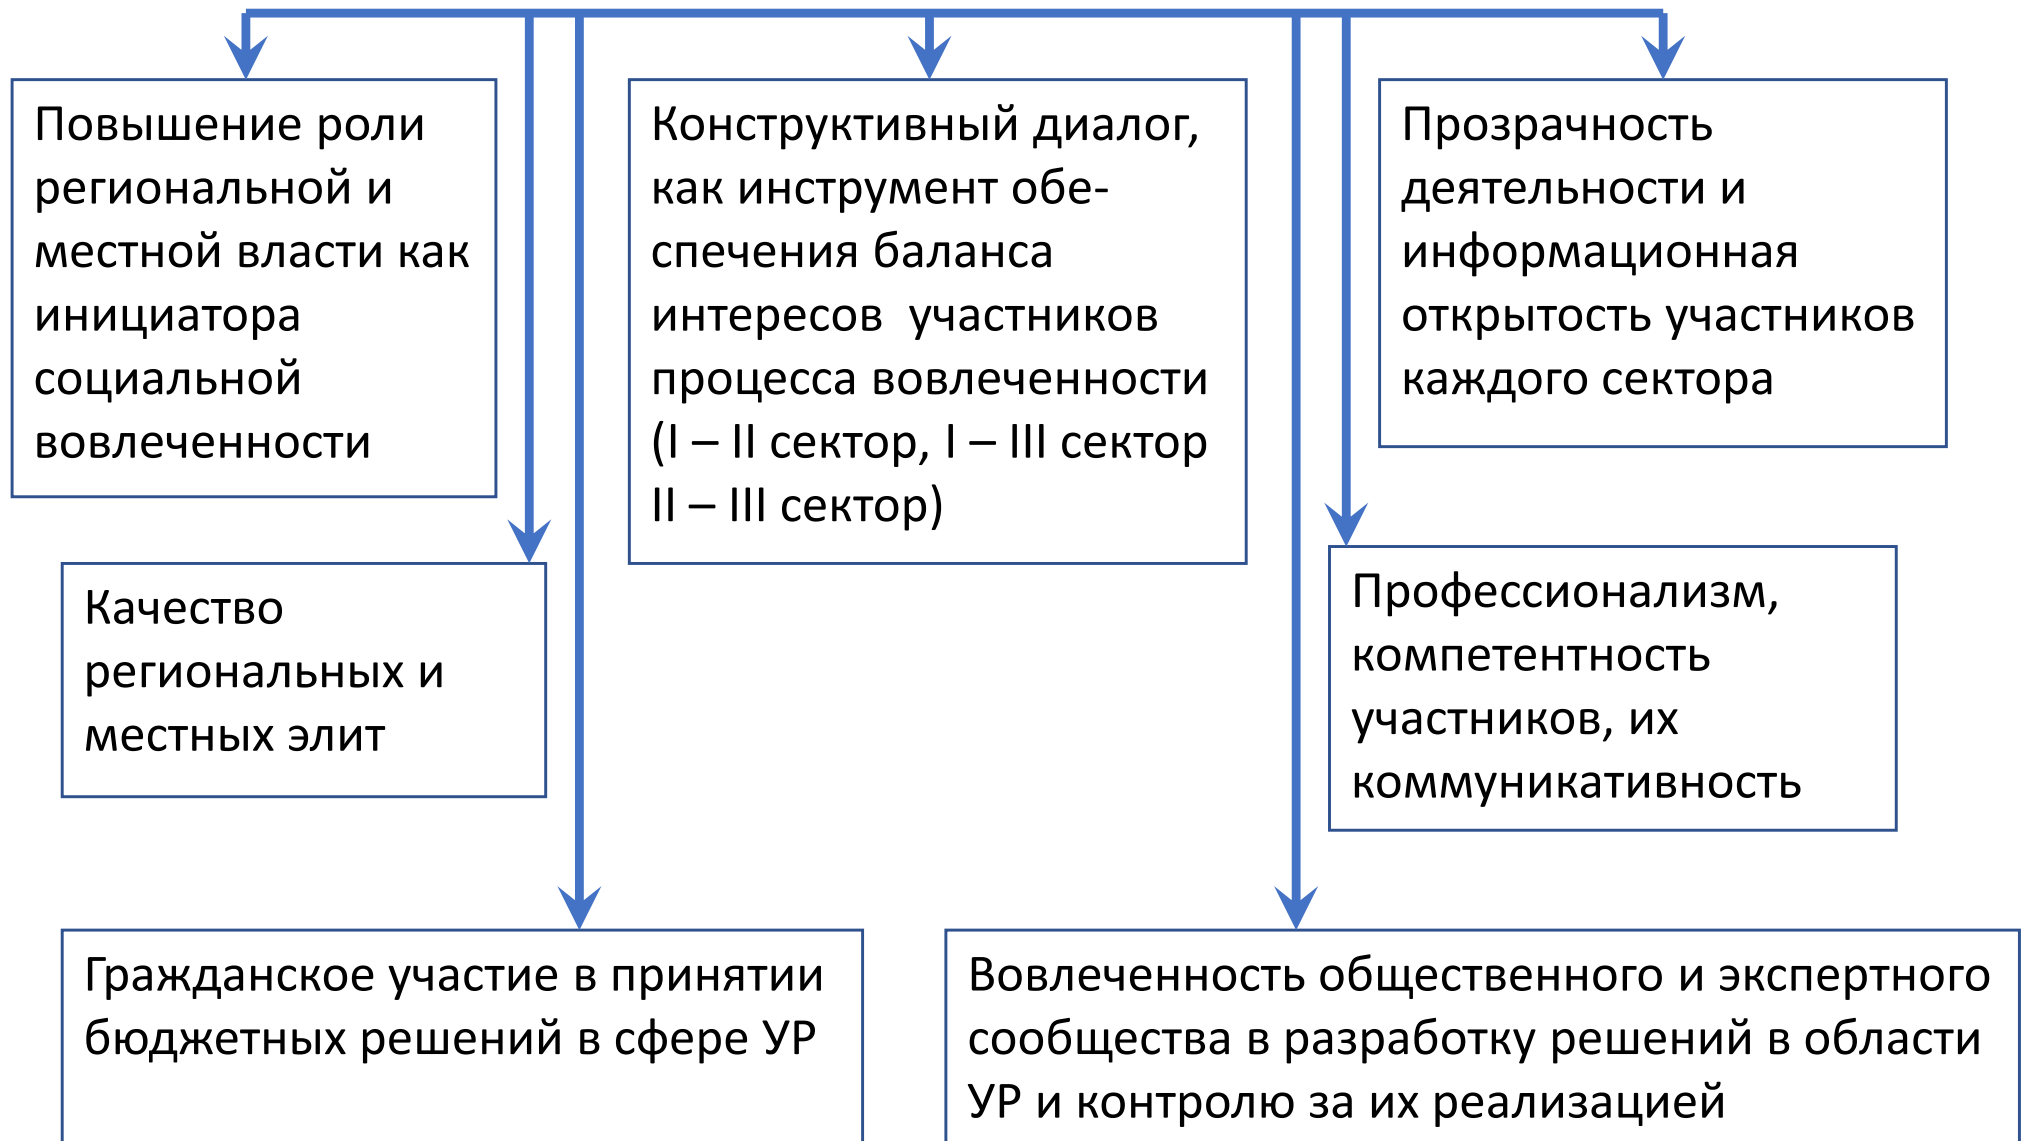 Повышение роли
региональной и
местной власти как
инициатора
социальной
вовлеченности
Конструктивный диалог,
как инструмент обе-
спечения баланса
интересов  участников
процесса вовлеченности
(I – II сектор, I – III сектор
II – III сектор)
Прозрачность
деятельности и
информационная
открытость участников
каждого сектора
Качество
региональных и
местных элит
Профессионализм,
компетентность
участников, их
коммуникативность
Гражданское участие в принятии
бюджетных решений в сфере УР
Вовлеченность общественного и экспертного
сообщества в разработку решений в области
УР и контролю за их реализацией